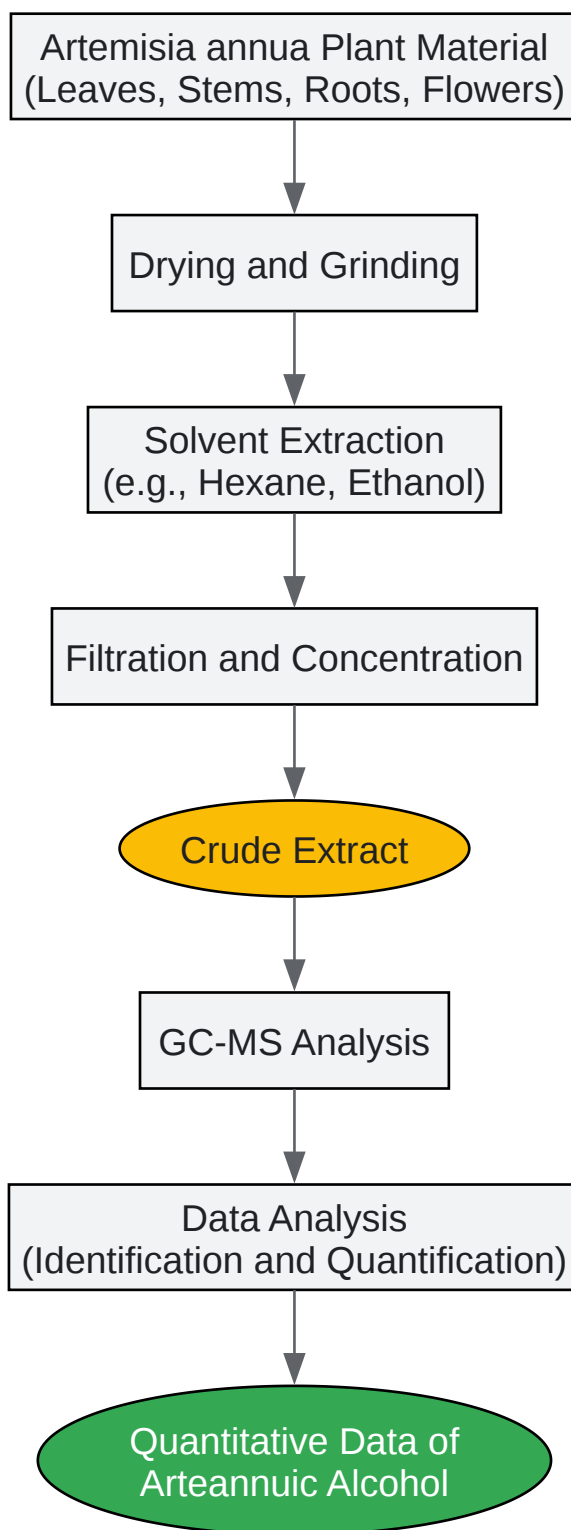 Artemisia annua Plant Material
(Leaves, Stems, Roots, Flowers)
Drying and Grinding
Solvent Extraction
(e.g., Hexane, Ethanol)
Filtration and Concentration
Crude Extract
GC-MS Analysis
Data Analysis
(Identification and Quantification)
Quantitative Data of
Arteannuic Alcohol